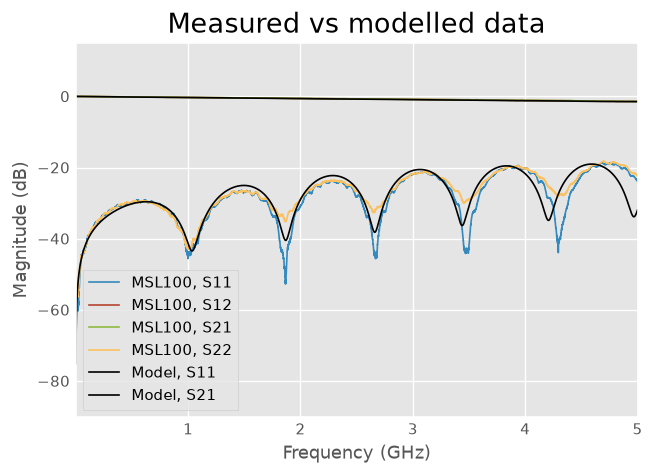 Measured vs modelled data
Magnitude (dB)
0
−20
−40
−60
−80
MSL100, S11
MSL100, S12
MSL100, S21
MSL100, S22
Model, S11
Model, S21
1
2
3
4
5
Frequency (GHz)